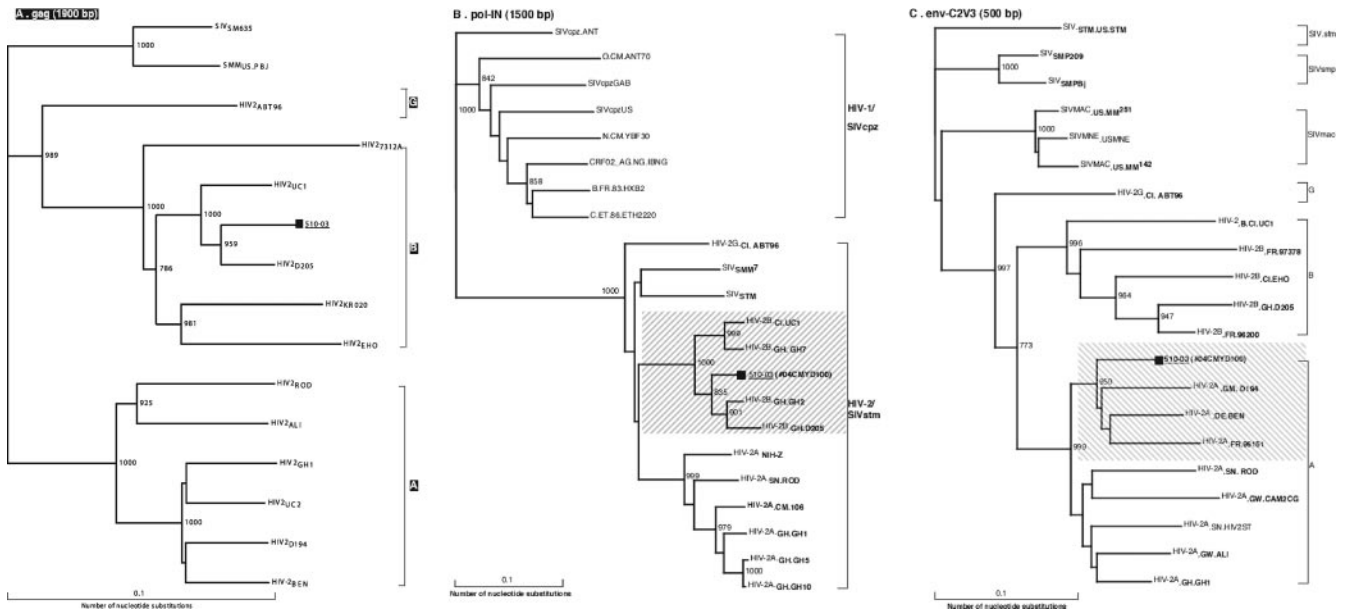 A . gag (1900 bp)
SIVSM635
1000
SMMUS.PBJ
HIV2ABT96
G
989
HIV27312A
HIV2UC1
1000
1000
510-03
B
959
HIV2D205
786
HIV2KR020
981
HIV2EHO
HIV2ROD
925
HIV2ALI
1000
HIV2GH1
A
1000
HIV2UC2
HIV2D194
HIV-2BEN
0.1
Number of nucleotide substitutions
B . pol-IN (1500 bp)
SIVcpz.ANT
O.CM.ANT70
842
SIVcpzGAB
1000
SIVcpzUS
HIV-1/
SIVcpz
N.CM.YBF30
CRF02_AG.NG.IBNG
858
B.FR.83.HXB2
C.ET.86.ETH2220
HIV-2G.CI.ABT96
SIVSMM7
1000
SIVSTM
HIV-2B.CI.UC1
999
HIV-2B.GH.GH7
1000
510-03 (#04CMYD100)
835
HIV-2B.GH.GH2
901
HIV-2B.GH.D205
HIV-2/
SIVstm
HIV-2A.NIH-Z
999
HIV-2A.SN.ROD
HIV-2A.CM.106
979
HIV-2A.GH.GH1
HIV-2A.GH.GH5
1000
HIV-2A.GH.GH10
0.1
Number of nucleotide substitutions
C . env-C2V3 (500 bp)
SIV.STM.US.STM
SIV.stm
SIVSMP209
1000
SIVsmp
SIVSMPBj
SIVMAC.US.MM251
1000
SIVMNE.USMNE
SIVmac
SIVMAC.US.MM142
HIV-2G.CI.ABT96
G
HIV-2.B.CI.UC1
996
HIV-2B.FR.97378
997
HIV-2B.CI.EHO
B
984
HIV-2B.GH.D205
947
HIV-2B.FR.96200
773
510-03 (#04CMYD100)
950
HIV-2A.GM.D194
HIV-2A.DE.BEN
999
HIV-2A.FR.96151
A
HIV-2A.SN.ROD
HIV-2A.GW.CAM2CG
HIV-2A.SN.HIV2ST
HIV-2A.GW.ALI
HIV-2A.GH.GH1
0.1
Number of nucleotide substitutions